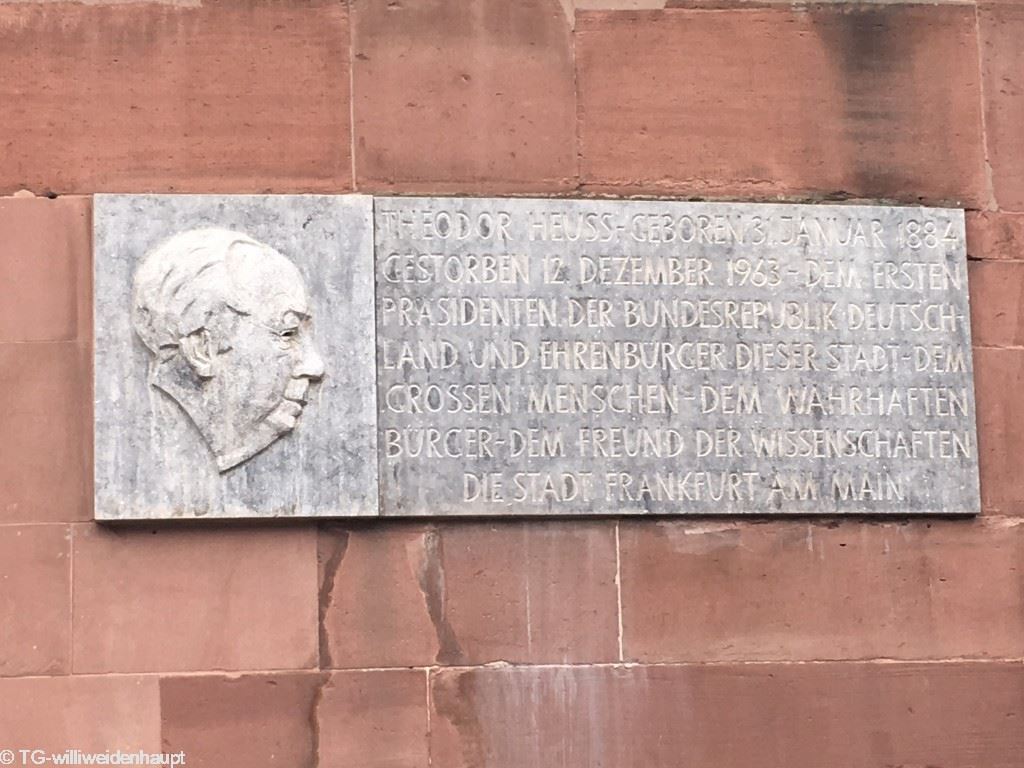 THEODOR HEUSS-GEBOREN 31. JANUAR 1884
GESTORBEN 12. DEZEMBER 1963-DEM ERSTEN
PRÄSIDENTEN DER BUNDESREPUBLIK DEUTSCH-
LAND UND EHRENBÜRGER DIESER STADT-DEM
GROSSEN MENSCHEN-DEM WAHRHAFTEN
BÜRGER-DEM FREUND DER WISSENSCHAFTEN
DIE STADT FRANKFURT AM MAIN
© TG-williweidenhaupt